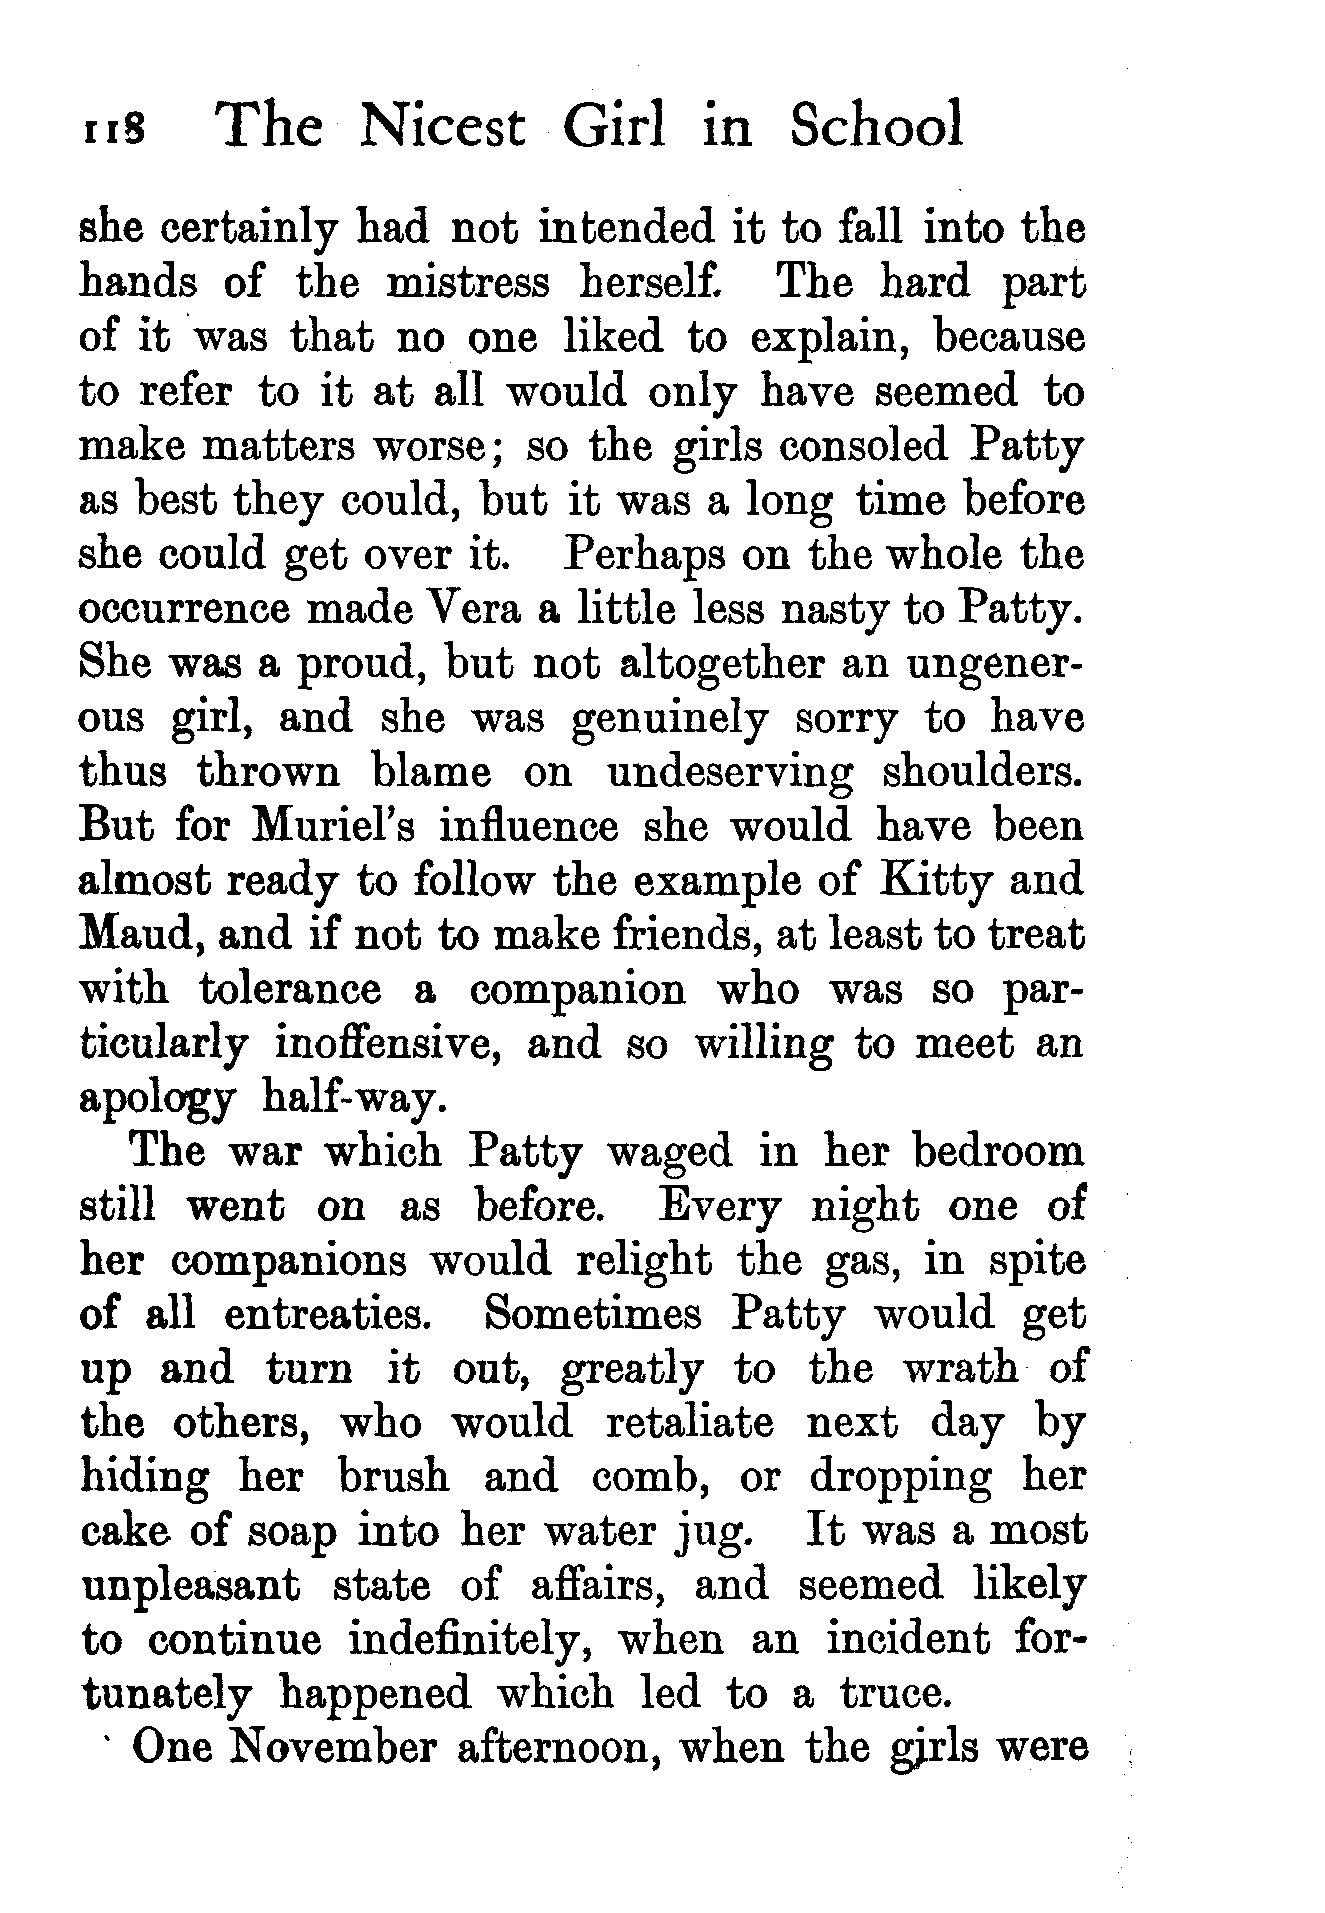 118 The Nicest Girl in School
she certainly had not intended it to fall into the
hands of the mistress herself. The hard part
of it was that no one liked to explain, because
to refer to it at all would only have seemed to
make matters worse; so the girls consoled Patty
as best they could, but it was a long time before
she could get over it. Perhaps on the whole the
occurrence made Vera a little less nasty to Patty.
She was a proud, but not altogether an ungener-
ous girl, and she was genuinely sorry to have
thus thrown blame on undeserving shoulders.
But for Muriel's influence she would have been
almost ready to follow the example of Kitty and
Maud, and if not to make friends, at least to treat
with tolerance a companion who was so par-
ticularly inoffensive, and so willing to meet an
apology half-way.
The war which Patty waged in her bedroom
still went on as before. Every night one of
her companions would relight the gas, in spite
of all entreaties. Sometimes Patty would get
up and turn it out, greatly to the wrath of
the others, who would retaliate next day by
hiding her brush and comb, or dropping her
cake of soap into her water jug. It was a most
unpleasant state of affairs, and seemed likely
to continue indefinitely, when an incident for-
tunately happened which led to a truce.
One November afternoon, when the girls were